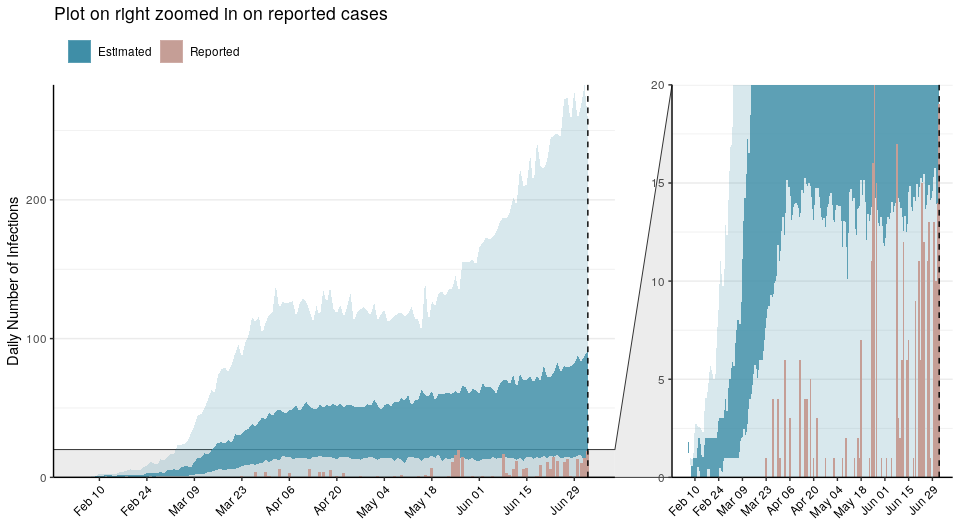 Plot on right zoomed in on reported cases
Estimated Reported
Daily Number of Infections
200
100
0
Feb 10 Feb 24 Mar 09 Mar 23 Apr 06 Apr 20 May 04 May 18 Jun 01 Jun 15 Jun 29
20
15
10
5
0
Feb 10 Feb 24 Mar 09 Mar 23 Apr 06 Apr 20 May 04 May 18 Jun 01 Jun 15 Jun 29